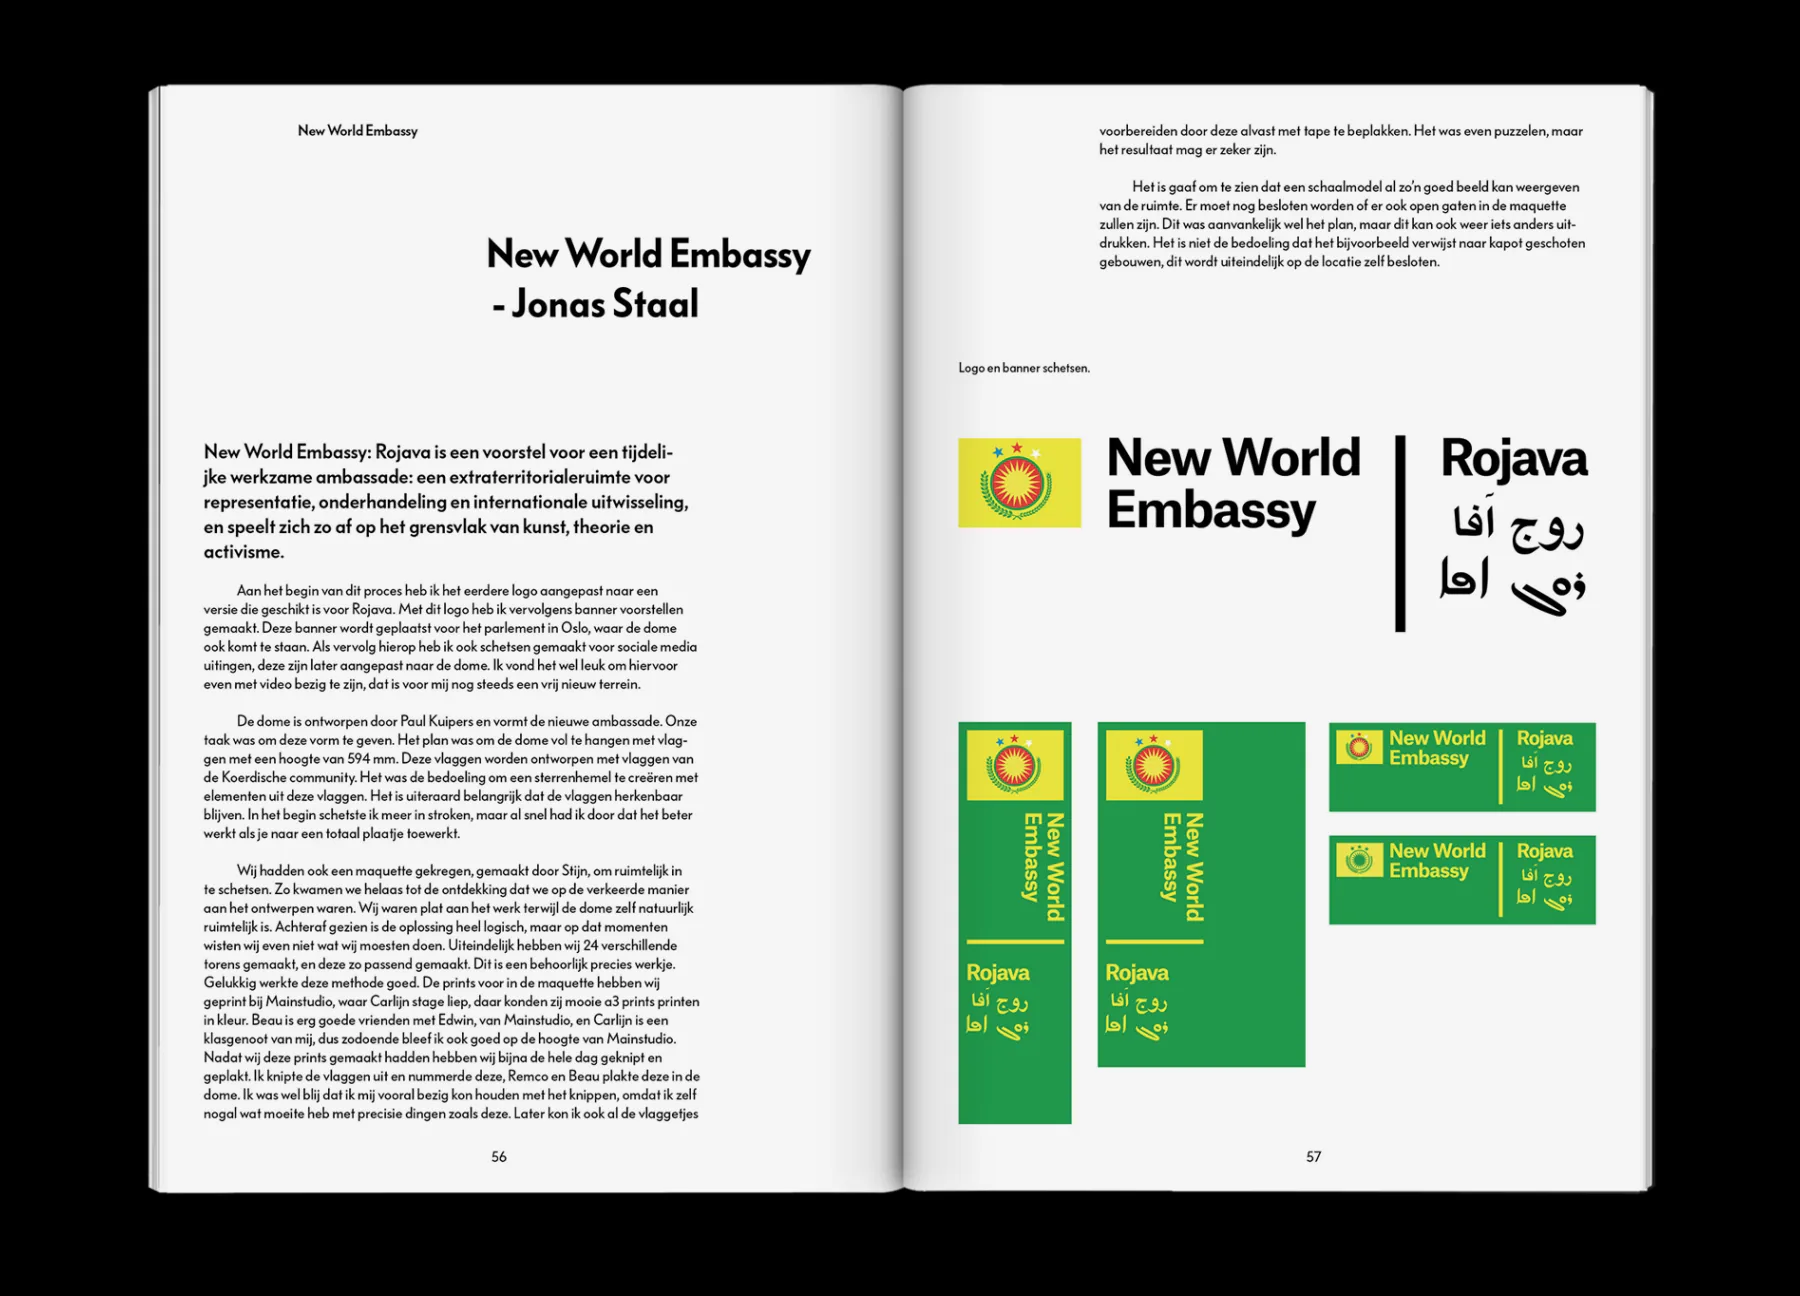 New World Embassy
New World Embassy
- Jonas Staal
New World Embassy: Rojava is een voorstel voor een tijdeli-
jke werkzame ambassade: een extraterritorialeruimte voor
representatie, onderhandeling en internationale uitwisseling,
en speelt zich zo af op het grensvlak van kunst, theorie en
activisme.
Aan het begin van dit proces heb ik het eerdere logo aangepast naar een
versie die geschikt is voor Rojava. Met dit logo heb ik vervolgens banner voorstellen
gemaakt. Deze banner wordt geplaatst voor het parlement in Oslo, waar de dome
ook komt te staan. Als vervolg hierop heb ik ook schetsen gemaakt voor sociale media
uitingen, deze zijn later aangepast naar de dome. Ik vond het wel leuk om hiervoor
even met video bezig te zijn, dat is voor mij nog steeds een vrij nieuw terrein.
De dome is ontworpen door Paul Kuipers en vormt de nieuwe ambassade. Onze
taak was om deze vorm te geven. Het plan was om de dome vol te hangen met vlag-
gen met een hoogte van 594 mm. Deze vlaggen worden ontworpen met vlaggen van
de Koerdische community. Het was de bedoeling om een sterrenhemel te creëren met
elementen uit deze vlaggen. Het is uiteraard belangrijk dat de vlaggen herkenbaar
blijven. In het begin schetste ik meer in stroken, maar al snel had ik door dat het beter
werkt als je naar een totaal plaatje toewerkt.
Wij hadden ook een maquette gekregen, gemaakt door Stijn, om ruimtelijk in
te schetsen. Zo kwamen we helaas tot de ontdekking dat we op de verkeerde manier
aan het ontwerpen waren. Wij waren plat aan het werk terwijl de dome zelf natuurlijk
ruimtelijk is. Achteraf gezien is de oplossing heel logisch, maar op dat momenten
wisten wij even niet wat wij moesten doen. Uiteindelijk hebben wij 24 verschillende
torens gemaakt, en deze zo passend gemaakt. Dit is een behoorlijk precies werkje.
Gelukkig werkte deze methode goed. De prints voor in de maquette hebben wij
geprint bij Mainstudio, waar Carlijn stage liep, daar konden zij mooie a3 prints printen
in kleur. Beau is erg goede vrienden met Edwin, van Mainstudio, en Carlijn is een
klasgenoot van mij, dus zodoende bleef ik ook goed op de hoogte van Mainstudio.
Nadat wij deze prints gemaakt hadden hebben wij bijna de hele dag geknipt en
geplakt. Ik knipte de vlaggen uit en nummerde deze, Remco en Beau plakte deze in de
dome. Ik was wel blij dat ik mij vooral bezig kon houden met het knippen, omdat ik zelf
nogal wat moeite heb met precisie dingen zoals deze. Later kon ik ook al de vlaggetjes
56
voorbereiden door deze alvast met tape te beplakken. Het was even puzzelen, maar
het resultaat mag er zeker zijn.
Het is gaaf om te zien dat een schaalmodel al zo'n goed beeld kan weergeven
van de ruimte. Er moet nog besloten worden of er ook open gaten in de maquette
zullen zijn. Dit was aanvankelijk wel het plan, maar dit kan ook weer iets anders uit-
drukken. Het is niet de bedoeling dat het bijvoorbeeld verwijst naar kapot geschoten
gebouwen, dit wordt uiteindelijk op de locatie zelf besloten.
Logo en banner schetsen.
New World
Embassy
Rojava
روج آفا
New World
Embassy
Rojava
روج آفا
New World
Embassy
Rojava
روج آفا
New World
Embassy
Rojava
روج آفا
New World
Embassy
Rojava
روج آفا
57